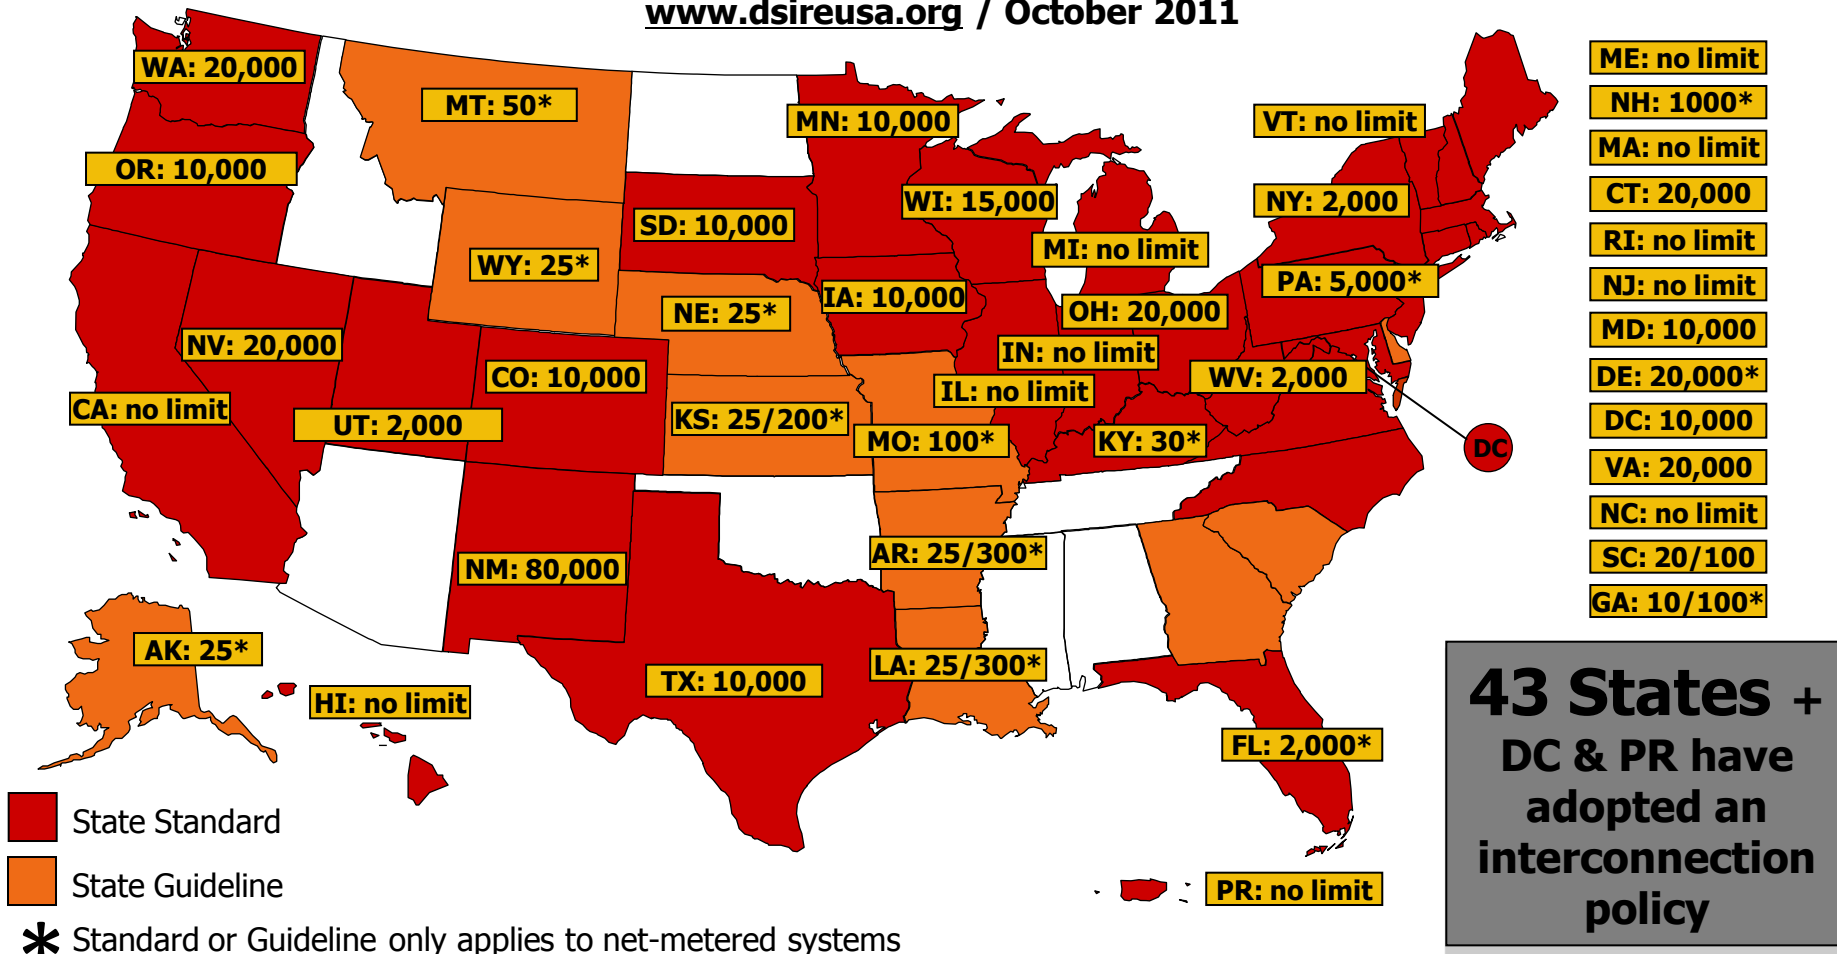 www.dsireusa.org / October 2011
WA: 20,000
MT: 50*
MN: 10,000
VT: no limit
OR: 10,000
WI: 15,000
NY: 2,000
SD: 10,000
MI: no limit
WY: 25*
PA: 5,000*
IA: 10,000
NE: 25*
OH: 20,000
NV: 20,000
IN: no limit
CO: 10,000
IL: no limit
WV: 2,000
CA: no limit
UT: 2,000
KS: 25/200*
MO: 100*
KY: 30*
DC
NM: 80,000
AR: 25/300*
AK: 25*
LA: 25/300*
TX: 10,000
HI: no limit
FL: 2,000*
PR: no limit
ME: no limit
NH: 1000*
MA: no limit
CT: 20,000
RI: no limit
NJ: no limit
MD: 10,000
DE: 20,000*
DC: 10,000
VA: 20,000
NC: no limit
SC: 20/100
GA: 10/100*
43 States +
DC & PR have
adopted an
interconnection
policy
State Standard
State Guideline
* Standard or Guideline only applies to net-metered systems